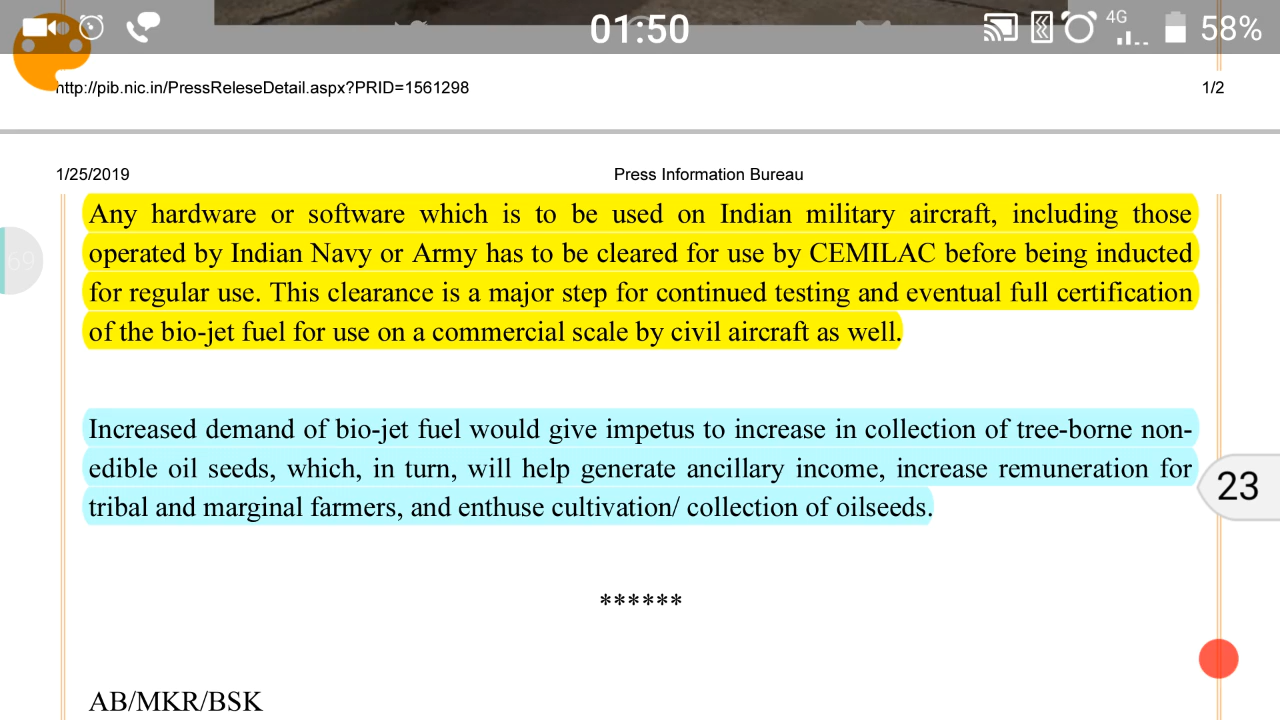 01:50
4G
58%
http://pib.nic.in/PressReleseDetail.aspx?PRID=1561298
1/2
1/25/2019
Press Information Bureau
Any hardware or software which is to be used on Indian military aircraft, including those
operated by Indian Navy or Army has to be cleared for use by CEMILAC before being inducted
for regular use. This clearance is a major step for continued testing and eventual full certification
of the bio-jet fuel for use on a commercial scale by civil aircraft as well.
69
Increased demand of bio-jet fuel would give impetus to increase in collection of tree-borne non-
edible oil seeds, which, in turn, will help generate ancillary income, increase remuneration for
tribal and marginal farmers, and enthuse cultivation/ collection of oilseeds.
23
******
AB/MKR/BSK